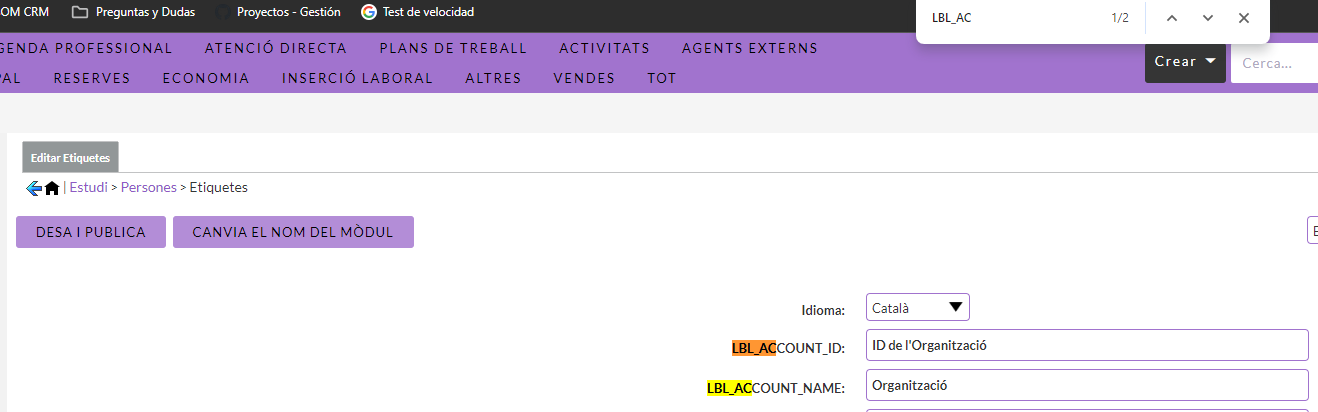 OM CRM Preguntas y Dudas Proyectos - Gestión Test de velocidad
LBL_AC 1/2
GENDA PROFESSIONAL ATENCIÓ DIRECTA PLANS DE TREBALL ACTIVITATS AGENTS EXTERNS
PAL RESERVES ECONOMIA INSERCIÓ LABORAL ALTRES VENDES TOT
Crear Cerca...
Editar Etiquetes
| Estudi > Persones > Etiquetes
DESA I PUBLICA CANVIA EL NOM DEL MÒDUL
Idioma: Català
LBL_ACCOUNT_ID: ID de l'Organització
LBL_ACCOUNT_NAME: Organització